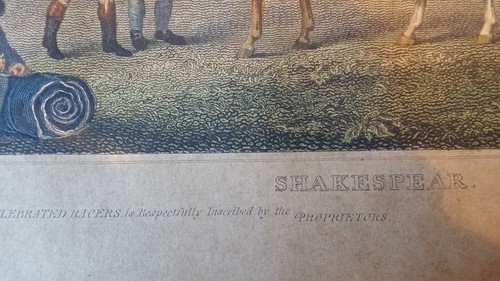 SHAKESPEAR.
LEBRATED RACERS, is Respectfully Inscribed by the PROPRIETORS.